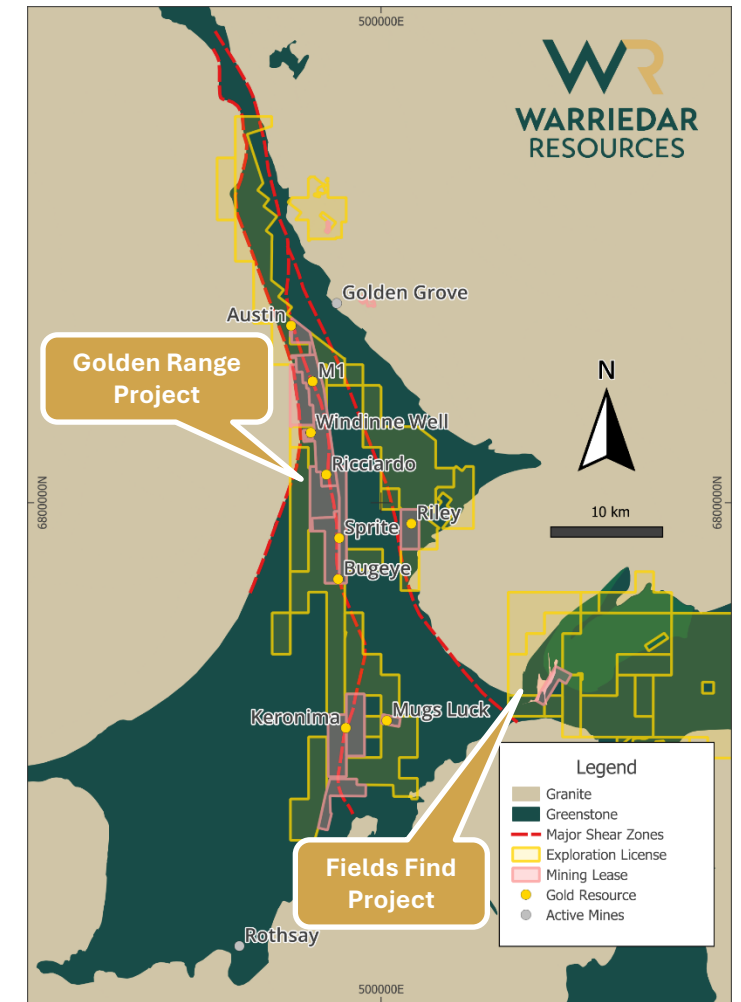 500000E
WR
WARRIEDAR
RESOURCES
Golden Grove
Austin
Golden Range
Project
M1
N
Windinne Well
Ricciardo
6800000N
6800000N
10 km
Riley
Sprite
Bugeye
Keronima
Mugs Luck
Legend
Granite
Greenstone
Major Shear Zones
Exploration License
Mining Lease
Gold Resource
Active Mines
Fields Find
Project
Rothsay
500000E